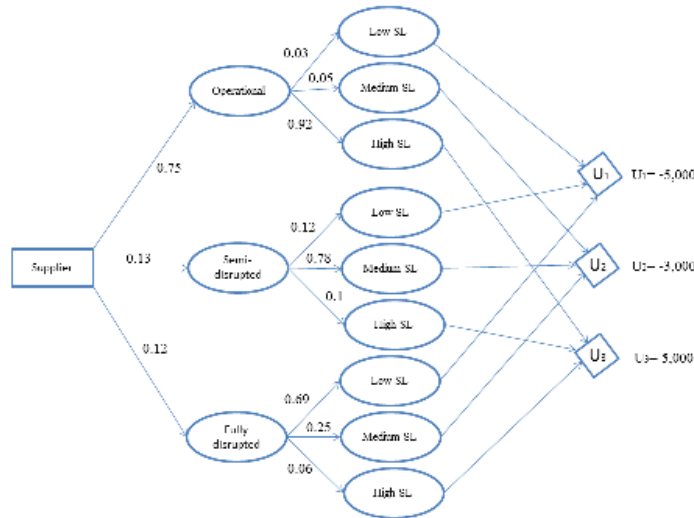 0.03
Low SL
0.05
Operational
Medium SL
0.92
High SL
0.75
U1
U1= -5,000
0.12
Low SL
Supplier
0.13
Semi-disrupted
0.78
Medium SL
U2
U2= -3,000
0.1
High SL
0.12
U3
U3= 5,000
0.69
Low SL
Fully disrupted
0.25
Medium SL
0.06
High SL